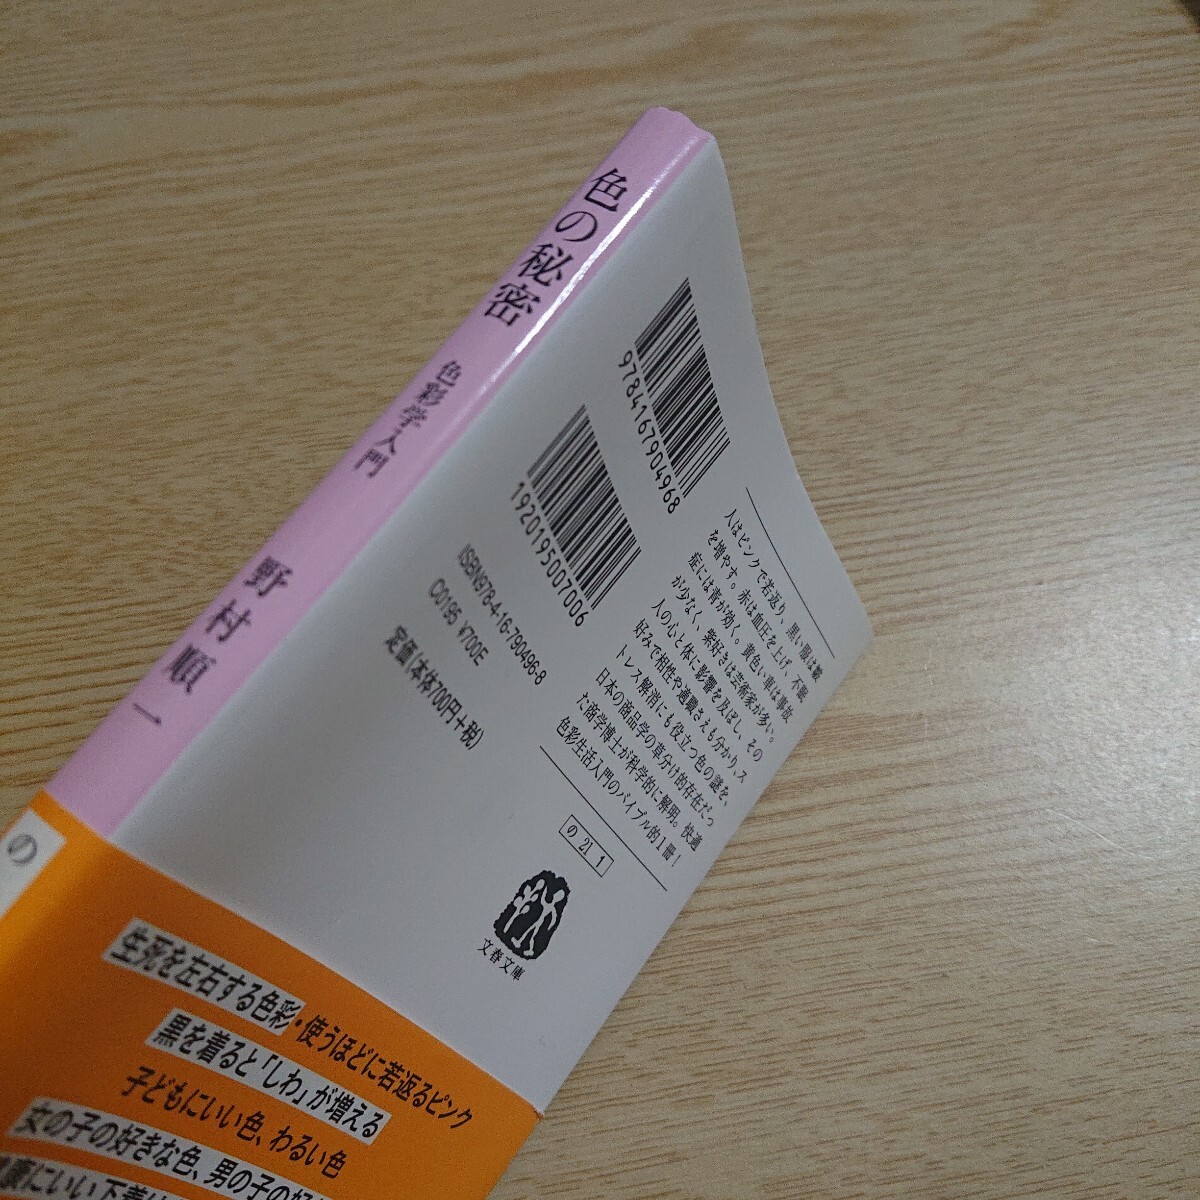 色の秘密
色彩学入門
野村順一
の
9784167904968
1920195007006
ISBN978-4-16-790496-8
C0195 ¥700E
定価(本体700円+税)
人はピンクで若返り、黒い服は皺
を増やす。赤は血圧を上げ、不眠
症には青が効く。黄色い車は事故
が少なく、紫好きは芸術家が多い。
人の心と体に影響を及ぼし、その
好みで相性や適職さえも分かり、ス
トレス解消にも役立つ色の謎を、
日本の商品学の草分け的存在だっ
た商学博士が科学的に解明。快適
色彩生活入門のバイブル的1冊!
の 21 1
文春文庫
生死を左右する色彩・使うほどに若返るピンク
黒を着ると「しわ」が増える
子どもにいい色、わるい色
女の子の好きな色、男の子の好
にいい下着は